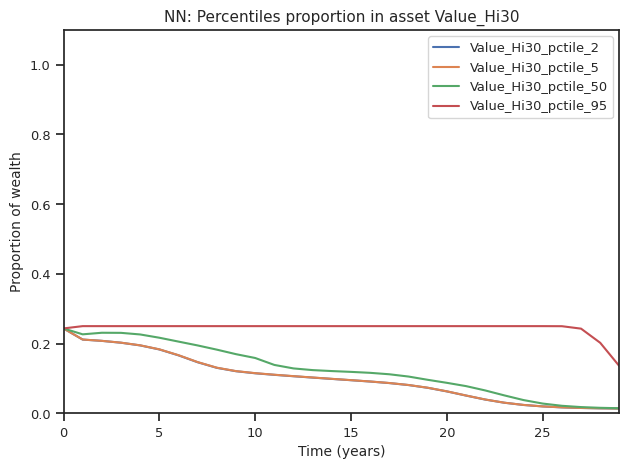 NN: Percentiles proportion in asset Value_Hi30
Value_Hi30_pctile_2
Value_Hi30_pctile_5
Value_Hi30_pctile_50
Value_Hi30_pctile_95
Proportion of wealth
1.0
0.8
0.6
0.4
0.2
0.0
0 5 10 15 20 25
Time (years)